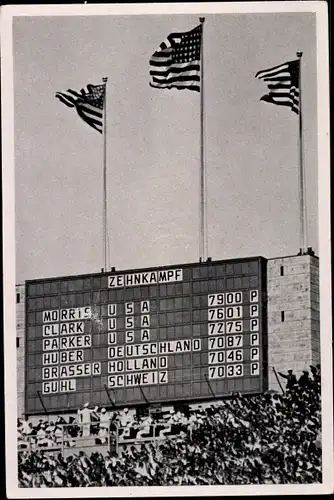 ZEHNKAMPF
MORRIS USA 7900 P
CLARK USA 7601 P
PARKER USA 7275 P
HUBER DEUTSCHLAND 7087 P
BRASSER HOLLAND 7046 P
GUHL SCHWEIZ 7033 P